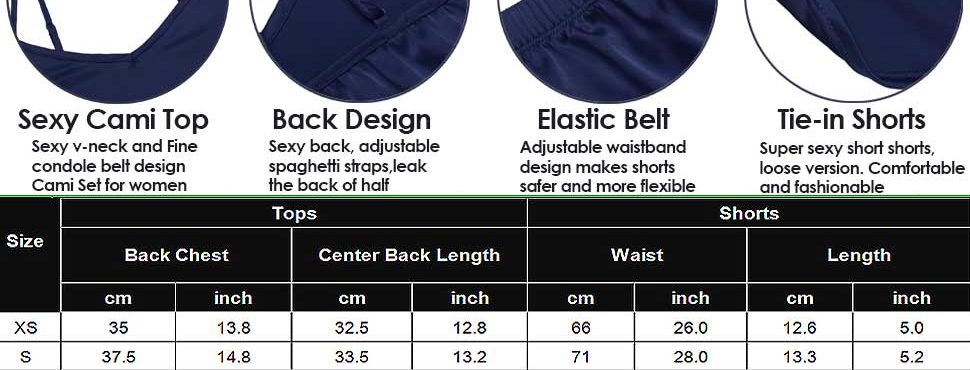 Sexy Cami Top
Sexy v-neck and Fine
condole belt design
Cami Set for women
Back Design
Sexy back, adjustable
spaghetti straps,leak
the back of half
Elastic Belt
Adjustable waistband
design makes shorts
safer and more flexible
Tie-in Shorts
Super sexy short shorts,
loose version. Comfortable
and fashionable
Size Tops Shorts
Back Chest Center Back Length Waist Length
cm inch cm inch cm inch cm inch
XS 35 13.8 32.5 12.8 66 26.0 12.6 5.0
S 37.5 14.8 33.5 13.2 71 28.0 13.3 5.2